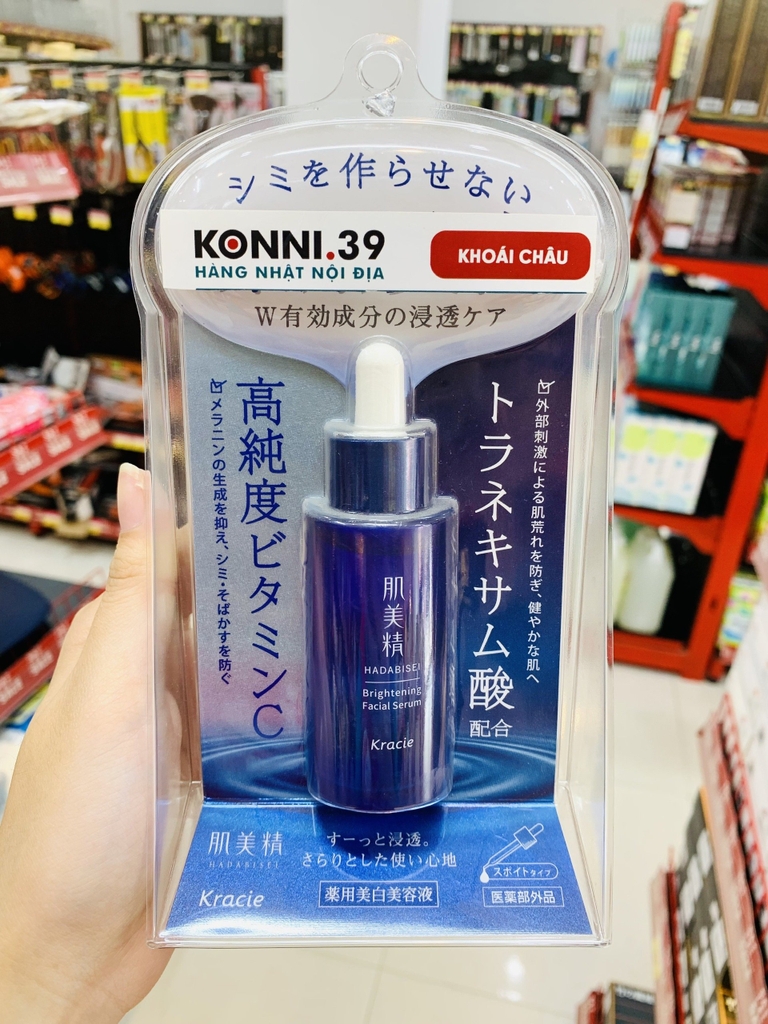 シミを作らせない
KONNI.39
HÀNG NHẬT NỘI ĐỊA
KHOÁI CHÂU
W有効成分の浸透ケア
外部刺激による肌荒れを防ぎ、健やかな肌へ
トラネキサム酸
配合
高純度ビタミンC
メラニンの生成を抑え、シミ・そばかすを防ぐ
肌美精
HADABISEI
Brightening
Facial Serum
Kracie
肌美精
HADABISEI
Kracie
すーっと浸透。
さらりとした使い心地
薬用美白美容液
スポイトタイプ
医薬部外品